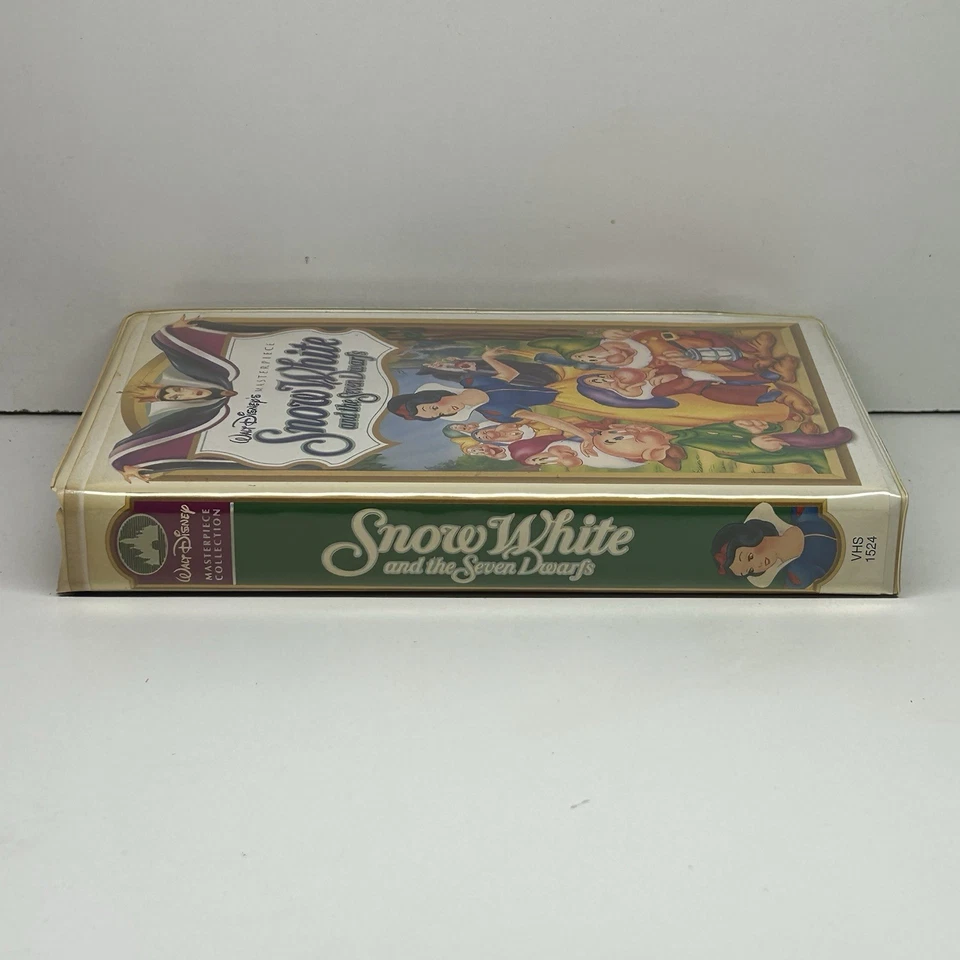 WALT DISNEY'S MASTERPIECE
Snow White
and the Seven Dwarfs
WALT DISNEY
MASTERPIECE
COLLECTION
Snow White
and the Seven Dwarfs
VHS
1524